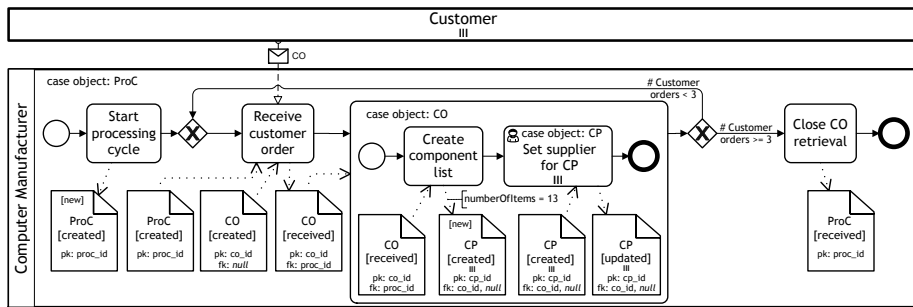 Customer
III
CO
Computer Manufacturer
case object: ProC
# Customer
orders < 3
Start
processing
cycle
X
Receive
customer
order
case object: CO
Create
component
list
case object: CP
Set supplier
for CP
III
X
# Customer
orders >= 3
Close CO
retrieval
numberOfItems = 13
[new]
ProC
[created]
pk: proc_id
ProC
[created]
pk: proc_id
CO
[created]
pk: co_id
fk: null
CO
[received]
pk: co_id
fk: proc_id
CO
[received]
pk: co_id
fk: proc_id
[new]
CP
[created]
III
pk: cp_id
fk: co_id, null
CP
[created]
III
pk: cp_id
fk: co_id, null
CP
[updated]
III
pk: cp_id
fk: co_id, null
ProC
[received]
pk: proc_id